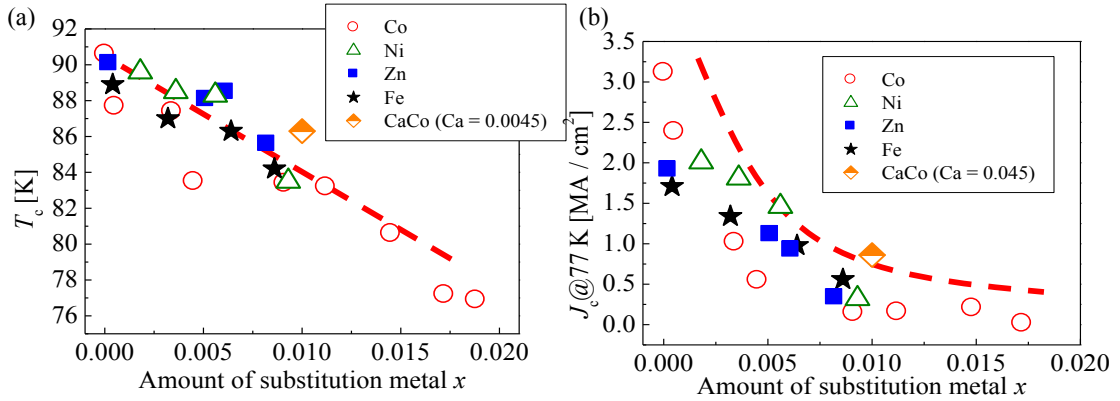 (a)
92
90
88
86
84
82
80
78
76
T_c [K]
0.000 0.005 0.010 0.015 0.020
Amount of substitution metal x
Co
Ni
Zn
Fe
CaCo (Ca = 0.0045)
(b)
3.5
3.0
2.5
2.0
1.5
1.0
0.5
0.0
J_c@77 K [MA / cm²]
0.000 0.005 0.010 0.015 0.020
Amount of substitution metal x
Co
Ni
Zn
Fe
CaCo (Ca = 0.045)